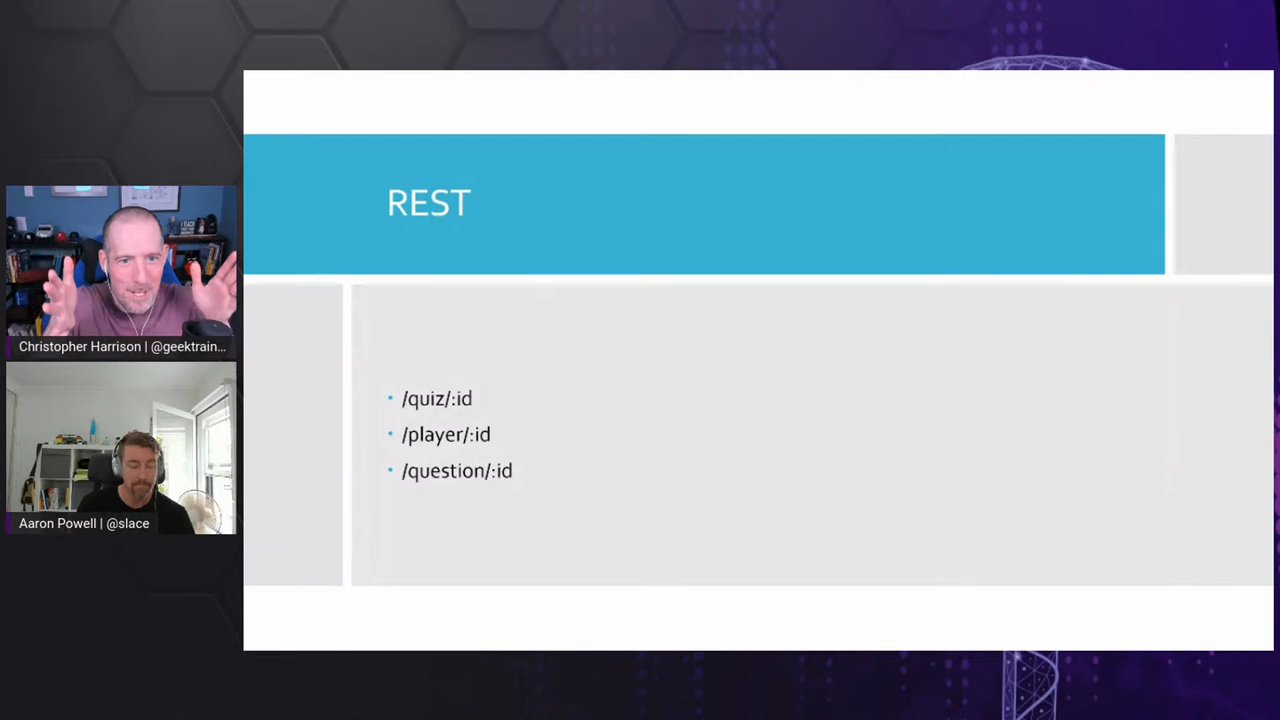 REST
/quiz/:id
/player/:id
/question/:id
Christopher Harrison | @geektrain...
Aaron Powell | @slace